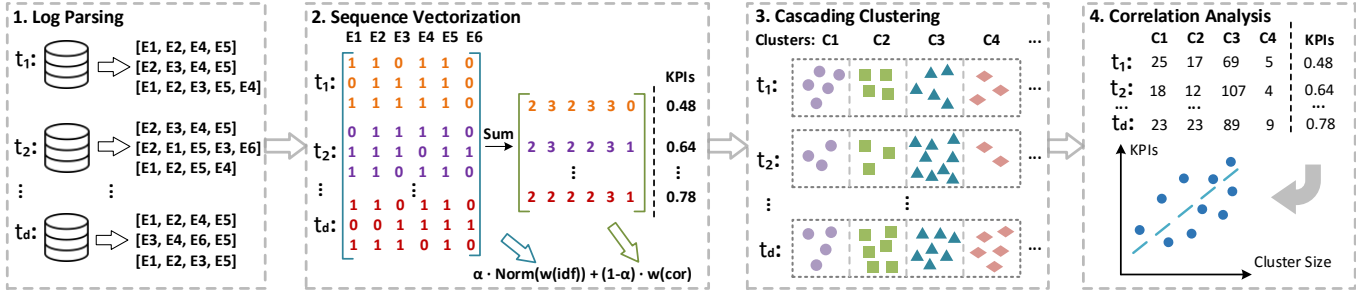 1. Log Parsing
t1:
[E1, E2, E4, E5]
[E2, E3, E4, E5]
[E1, E2, E3, E5, E4]
t2:
[E2, E3, E4, E5]
[E2, E1, E5, E3, E6]
[E1, E2, E5, E4]
⋮ ⋮
td:
[E1, E2, E4, E5]
[E3, E4, E6, E5]
[E1, E2, E3, E5]
2. Sequence Vectorization
E1 E2 E3 E4 E5 E6
t1:
1 1 0 1 1 0
0 1 1 1 1 0
1 1 1 1 1 0
t2:
0 1 1 1 1 0
1 1 1 0 1 1
1 1 0 1 1 0
⋮ ⋮
td:
1 1 0 1 1 0
0 0 1 1 1 1
1 1 1 0 1 0
Sum
KPIs
2 3 2 3 3 0 0.48
2 3 2 2 3 1 0.64
⋮ ⋮
2 2 2 2 3 1 0.78
α · Norm(w(idf)) + (1-α) · w(cor)
3. Cascading Clustering
Clusters: C1 C2 C3 C4 ...
t1: ...
t2: ...
⋮ ⋮
td: ...
4. Correlation Analysis
C1 C2 C3 C4 KPIs
t1: 25 17 69 5 0.48
t2: 18 12 107 4 0.64
... ... ...
td: 23 23 89 9 0.78
KPIs
Cluster Size